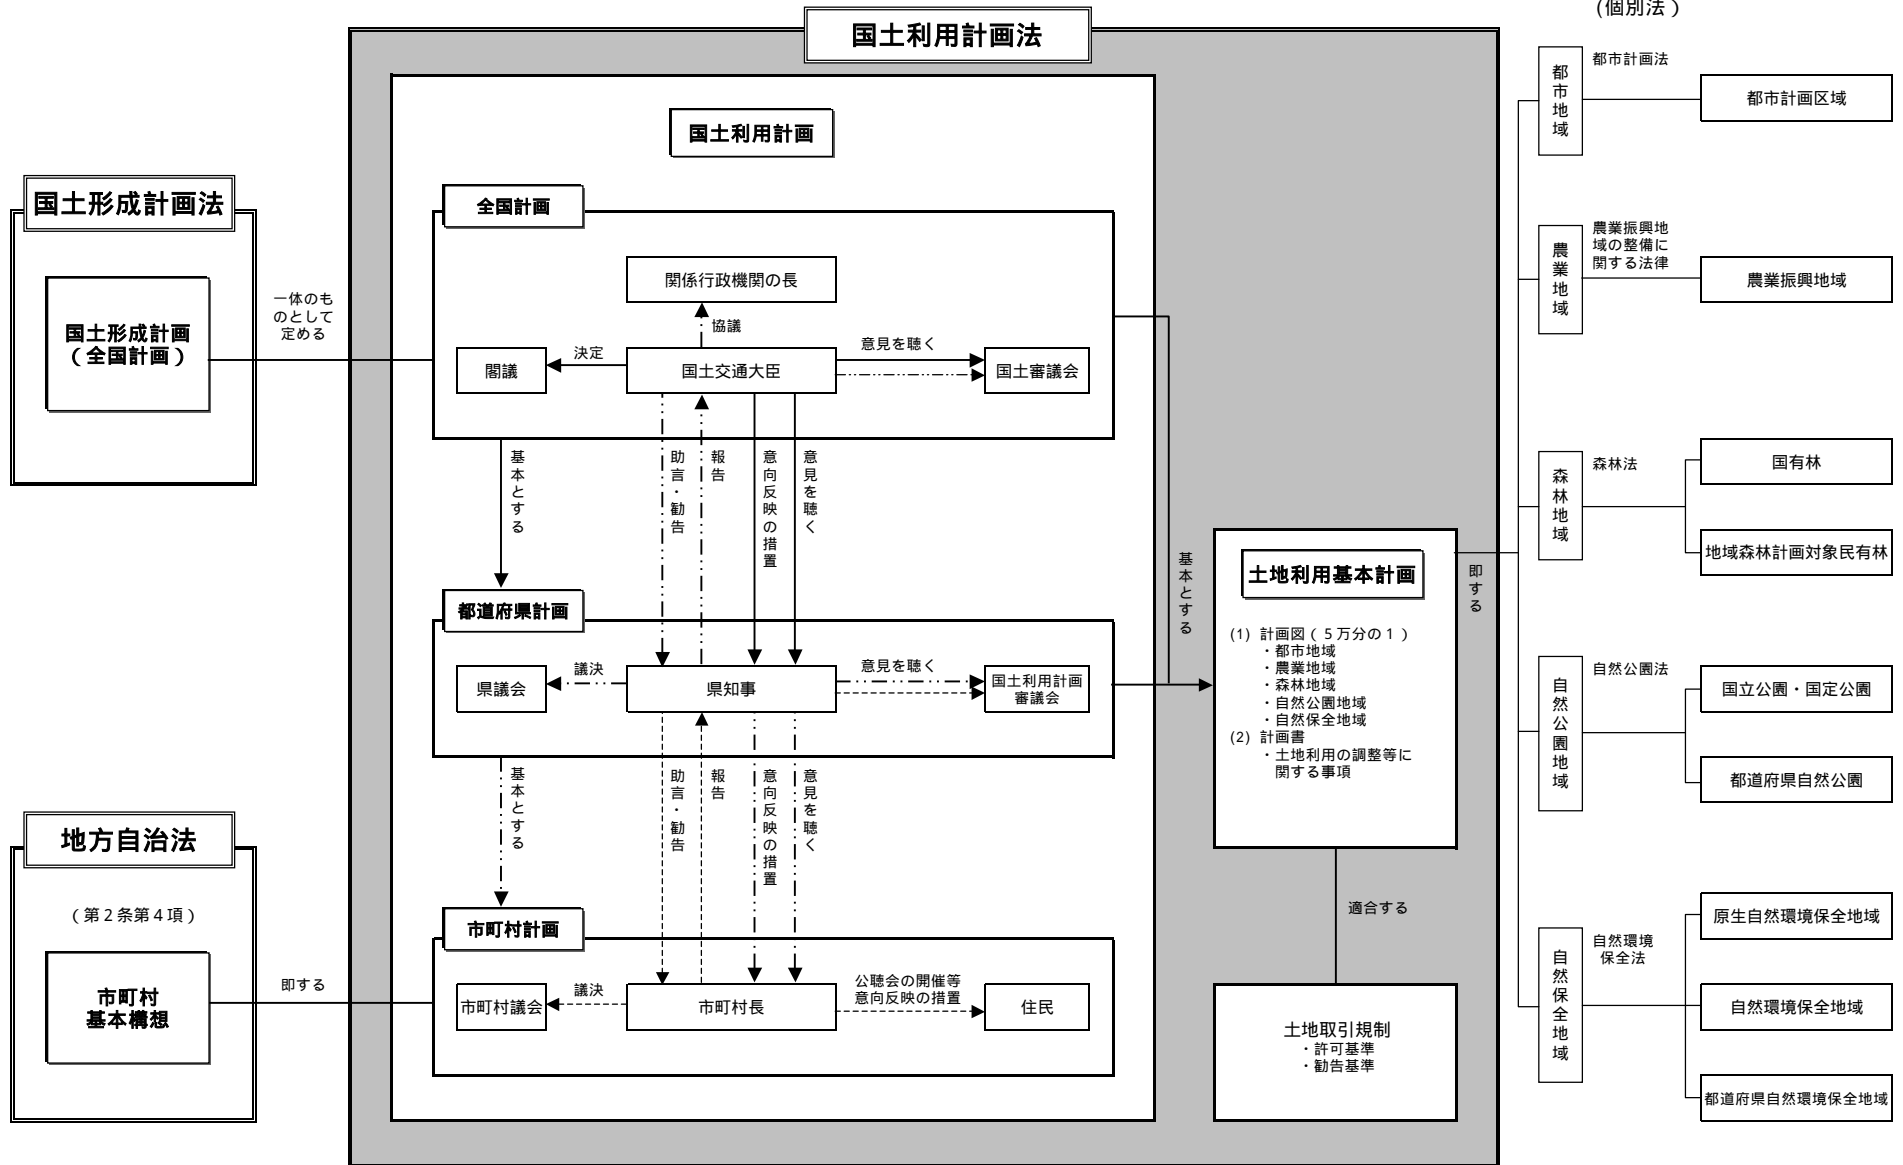 国土利用計画法
(個別法）
国土形成計画法
国土形成計画
（全国計画）
一体のも
のとして
定める
地方自治法
（第２条第４項）
市町村
基本構想
即する
国土利用計画
全国計画
関係行政機関の長
協議
閣議
決定
国土交通大臣
意見を聴く
国土審議会
基本とする
助言・勧告
報告
意向反映の措置
意見を聴く
都道府県計画
県議会
議決
県知事
意見を聴く
国土利用計画
審議会
基本とする
助言・勧告
報告
意向反映の措置
意見を聴く
市町村計画
市町村議会
議決
市町村長
公聴会の開催等
意向反映の措置
住民
基本とする
土地利用基本計画
(1) 計画図（５万分の１）
・都市地域
・農業地域
・森林地域
・自然公園地域
・自然保全地域
(2) 計画書
・土地利用の調整等に
関する事項
適合する
土地取引規制
・許可基準
・勧告基準
即する
都市地域
都市計画法
都市計画区域
農業地域
農業振興地
域の整備に
関する法律
農業振興地域
森林地域
森林法
国有林
地域森林計画対象民有林
自然公園地域
自然公園法
国立公園・国定公園
都道府県自然公園
自然保全地域
自然環境
保全法
原生自然環境保全地域
自然環境保全地域
都道府県自然環境保全地域